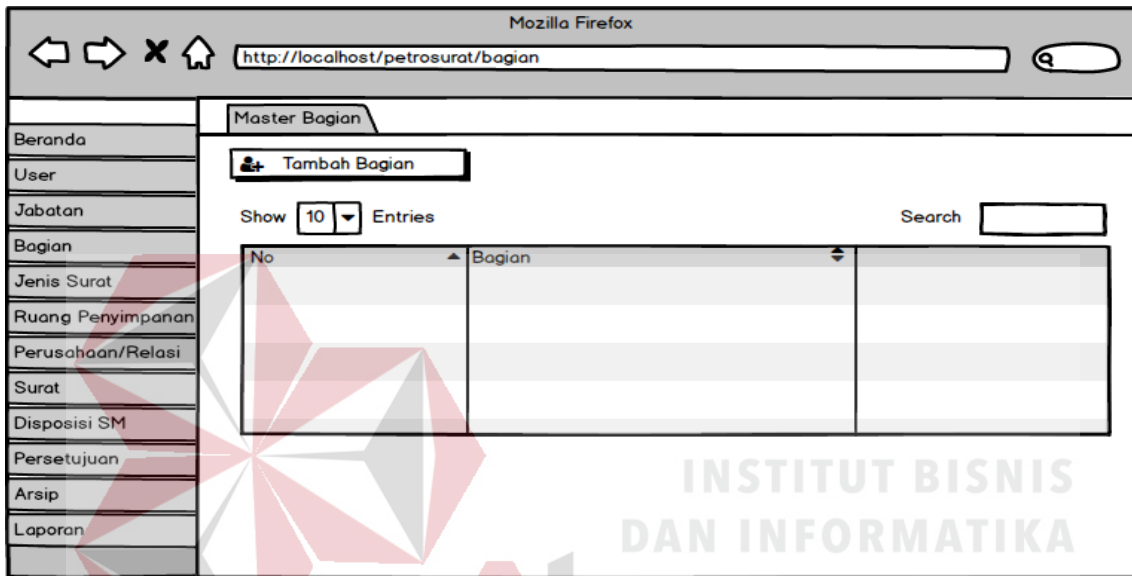 Mozilla Firefox
http://localhost/petrosurat/bagian
Beranda
User
Jabatan
Bagian
Jenis Surat
Ruang Penyimpanan
Perusahaan/Relasi
Surat
Disposisi SM
Persetujuan
Arsip
Laporan
Master Bagian
Tambah Bagian
Show 10 Entries
Search
No Bagian
INSTITUT BISNIS
DAN INFORMATIKA